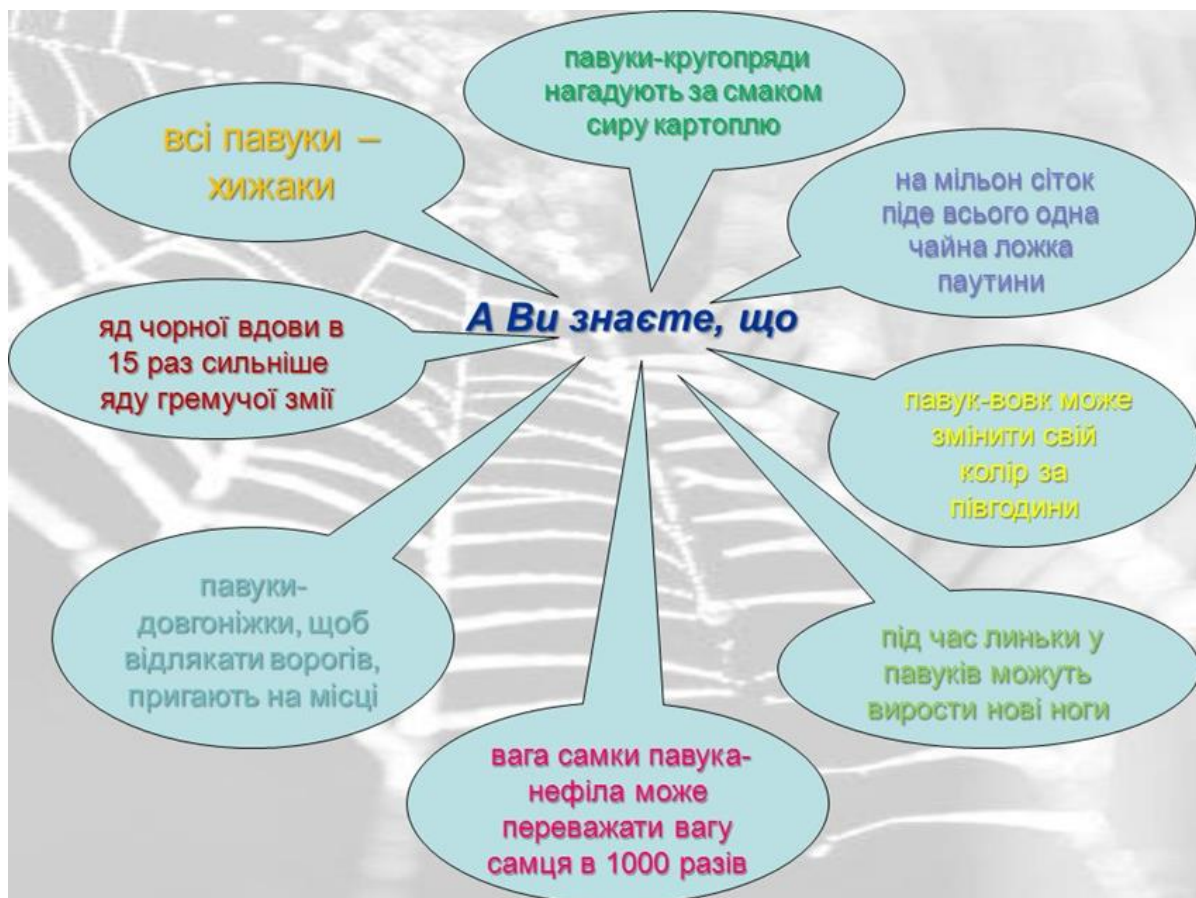 А Ви знаєте, що
павуки-кругопряди
нагадують за смаком
сиру картоплю
всі павуки –
хижаки
на мільон сіток
піде всього одна
чайна ложка
паутини
яд чорної вдови в
15 раз сильніше
яду гремучої змії
павук-вовк може
змінити свій
колір за
півгодини
павуки-
довгоніжки, щоб
відлякати ворогів,
пригають на місці
під час линьки у
павуків можуть
вирости нові ноги
вага самки павука-
нефіла може
переважати вагу
самця в 1000 разів